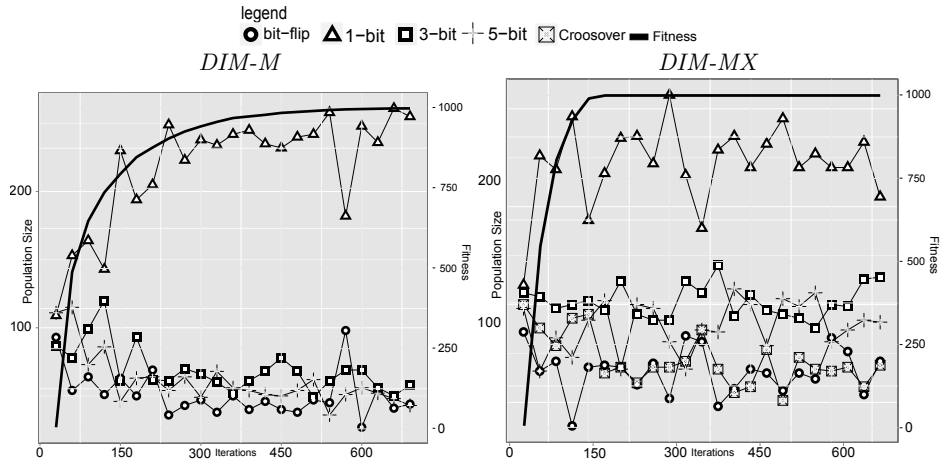 legend
bit-flip 1-bit 3-bit 5-bit Croosover Fitness
DIM-M DIM-MX
1000 1000
750 750
200 200
Population Size Fitness Population Size Fitness
500 500
100 100
250 250
0 0
0 150 300 Iterations 450 600 0 150 300 Iterations 450 600